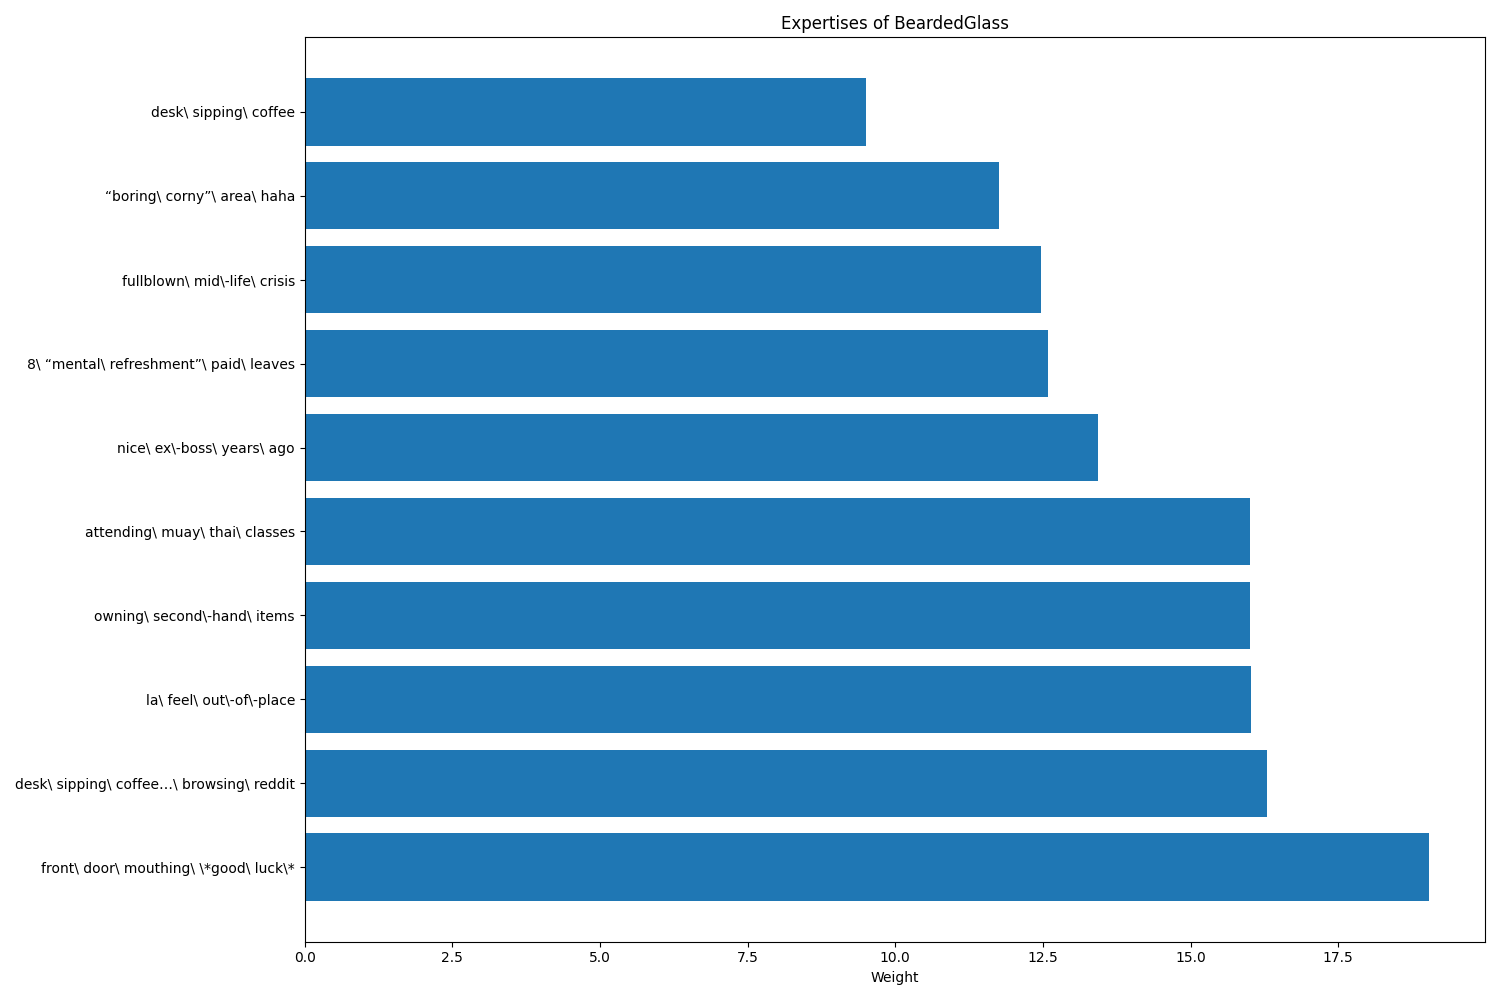 Expertises of BeardedGlass
desk\ sipping\ coffee
“boring\ corny”\ area\ haha
fullblown\ mid\-life\ crisis
8\ “mental\ refreshment”\ paid\ leaves
nice\ ex\-boss\ years\ ago
attending\ muay\ thai\ classes
owning\ second\-hand\ items
la\ feel\ out\-of\-place
desk\ sipping\ coffee…\ browsing\ reddit
front\ door\ mouthing\ \*good\ luck\*
0.0 2.5 5.0 7.5 10.0 12.5 15.0 17.5
Weight